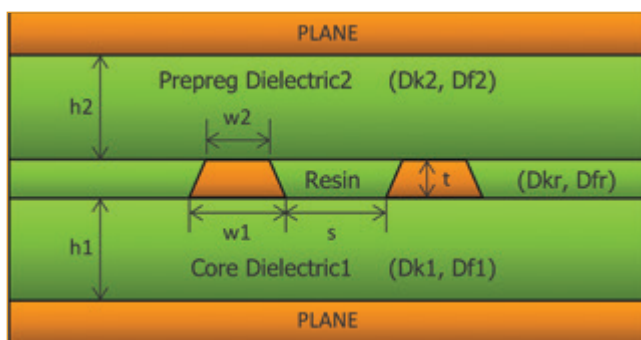 PLANE
Prepreg Dielectric2 (Dk2, Df2)
h2
w2
Resin
t
(Dkr, Dfr)
w1
s
h1
Core Dielectric1 (Dk1, Df1)
PLANE